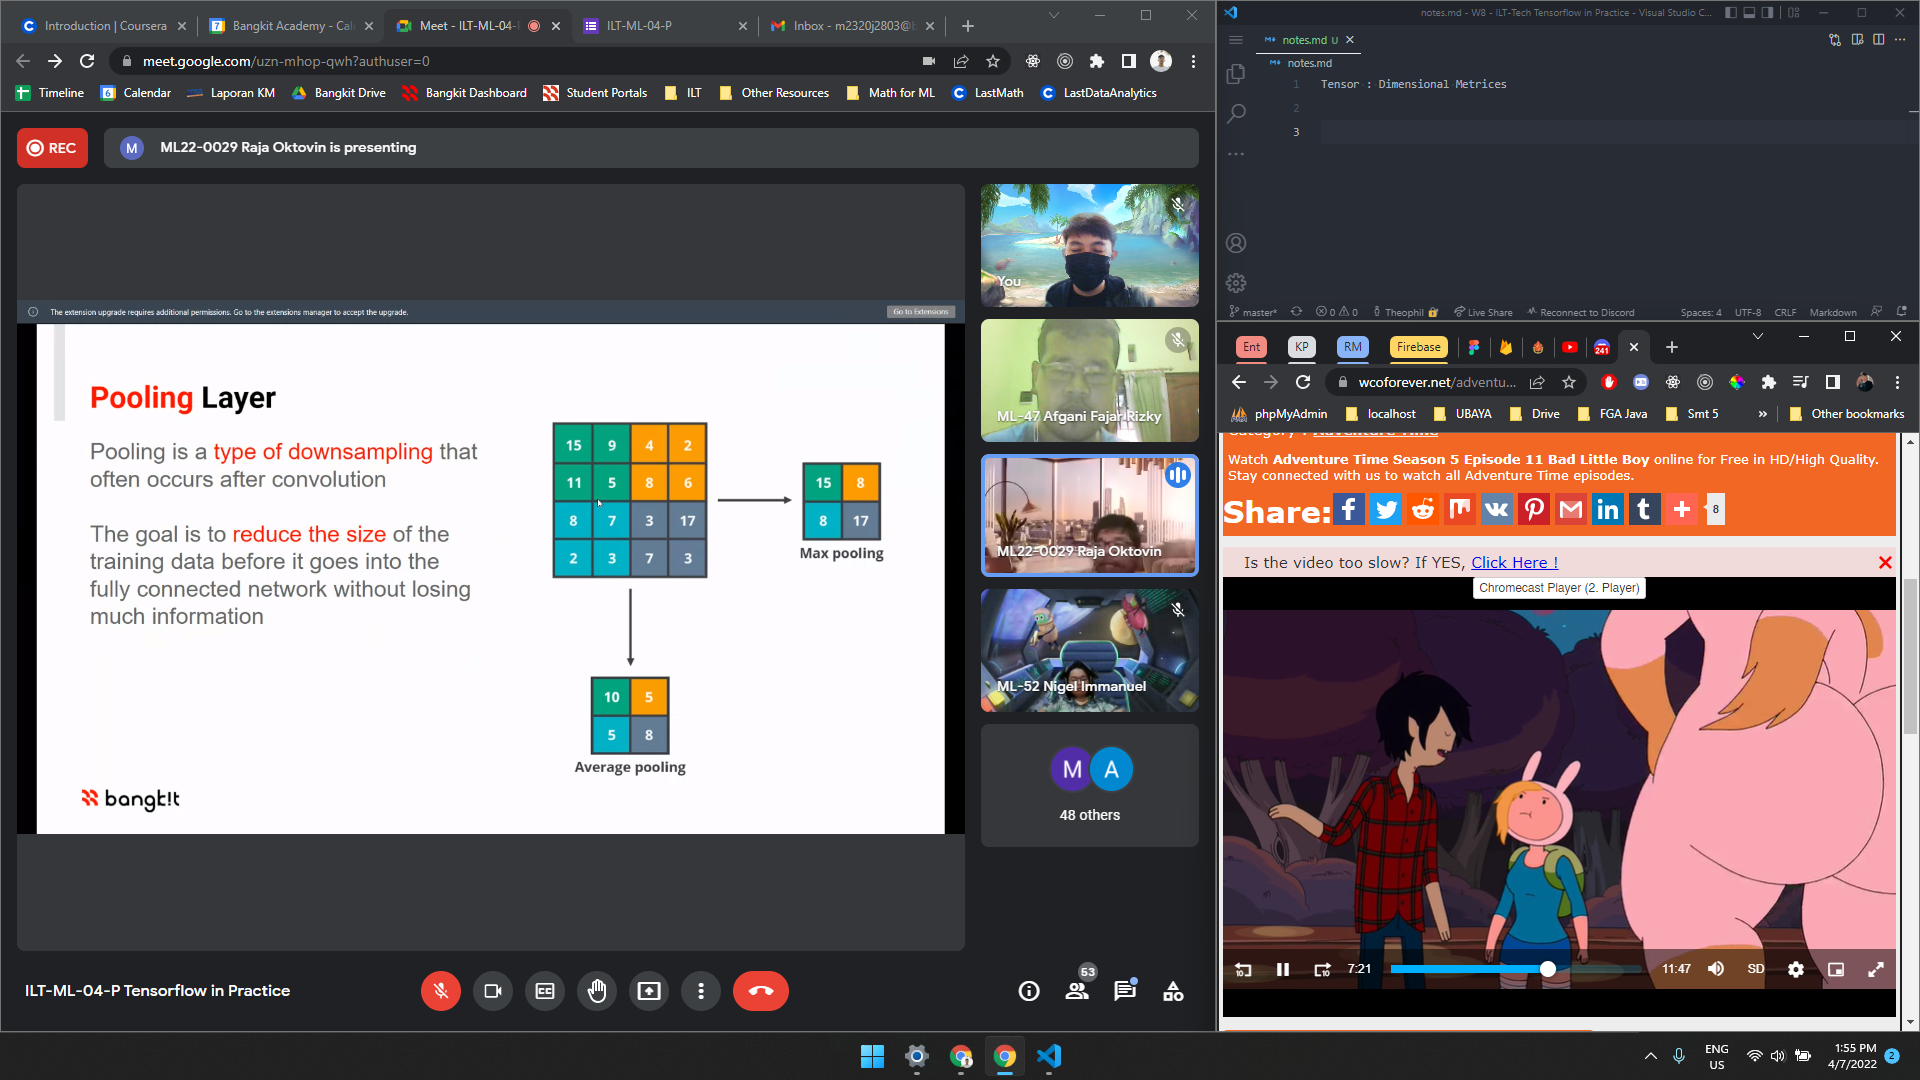 Introduction | Coursera
Bangkit Academy - Cal
Meet - ILT-ML-04-
ILT-ML-04-P
Inbox - m2320j2803@b
meet.google.com/uzn-mhop-qwh?authuser=0
Timeline
Calendar
Laporan KM
Bangkit Drive
Bangkit Dashboard
Student Portals
ILT
Other Resources
Math for ML
LastMath
LastDataAnalytics
REC
M
ML22-0029 Raja Oktovin is presenting
The extension upgrade requires additional permissions. Go to the extensions manager to accept the upgrade.
Go to Extensions
Pooling Layer
Pooling is a type of downsampling that
often occurs after convolution
The goal is to reduce the size of the
training data before it goes into the
fully connected network without losing
much information
15 9 4 2
11 5 8 6
8 7 3 17
2 3 7 3
15 8
8 17
Max pooling
10 5
5 8
Average pooling
bangk!t
You
ML-47 Afgani Fajar Rizky
ML22-0029 Raja Oktovin
ML-52 Nigel Immanuel
M A
48 others
ILT-ML-04-P Tensorflow in Practice
53
notes.md - W8 - ILT-Tech Tensorflow in Practice - Visual Studio C...
notes.md U
notes.md
1 Tensor : Dimensional Metrices
2
3
master*
0 0
Theophil
Live Share
Reconnect to Discord
Spaces: 4
UTF-8
CRLF
Markdown
Ent
KP
RM
Firebase
241
wcoforever.net/adventu...
phpMyAdmin
localhost
UBAYA
Drive
FGA Java
Smt 5
»
Other bookmarks
Category : Adventure Time
Watch Adventure Time Season 5 Episode 11 Bad Little Boy online for Free in HD/High Quality.
Stay connected with us to watch all Adventure Time episodes.
Share:
8
Is the video too slow? If YES, Click Here !
Chromecast Player (2. Player)
10
10
7:21
11:47
SD
ENG
US
1:55 PM
4/7/2022
2